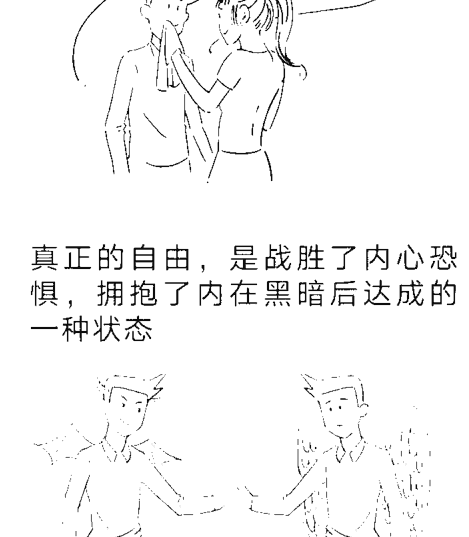 真正的自由，是战胜了内心恐
惧，拥抱了内在黑暗后达成的
一种状态